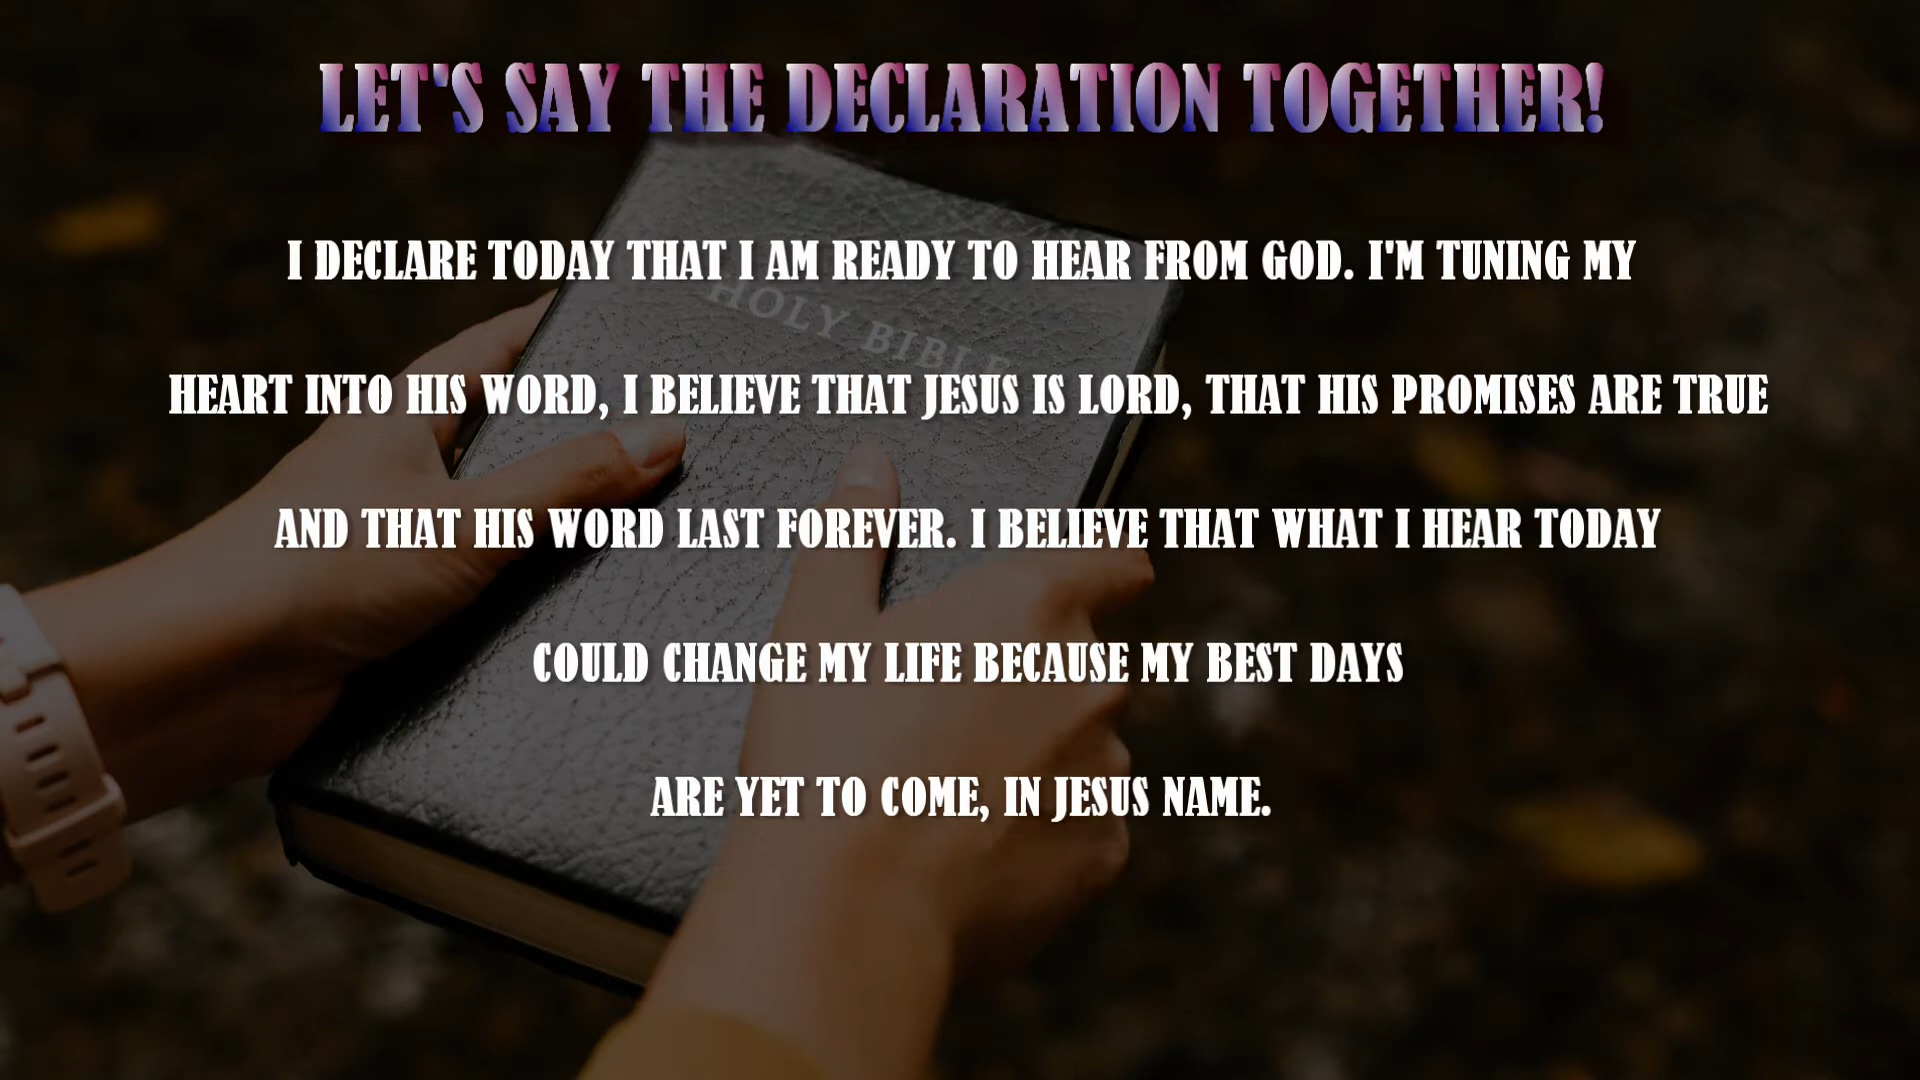 LET'S SAY THE DECLARATION TOGETHER!
I DECLARE TODAY THAT I AM READY TO HEAR FROM GOD. I'M TUNING MY
HOLY BIBLE
HEART INTO HIS WORD, I BELIEVE THAT JESUS IS LORD, THAT HIS PROMISES ARE TRUE
AND THAT HIS WORD LAST FOREVER. I BELIEVE THAT WHAT I HEAR TODAY
COULD CHANGE MY LIFE BECAUSE MY BEST DAYS
ARE YET TO COME, IN JESUS NAME.